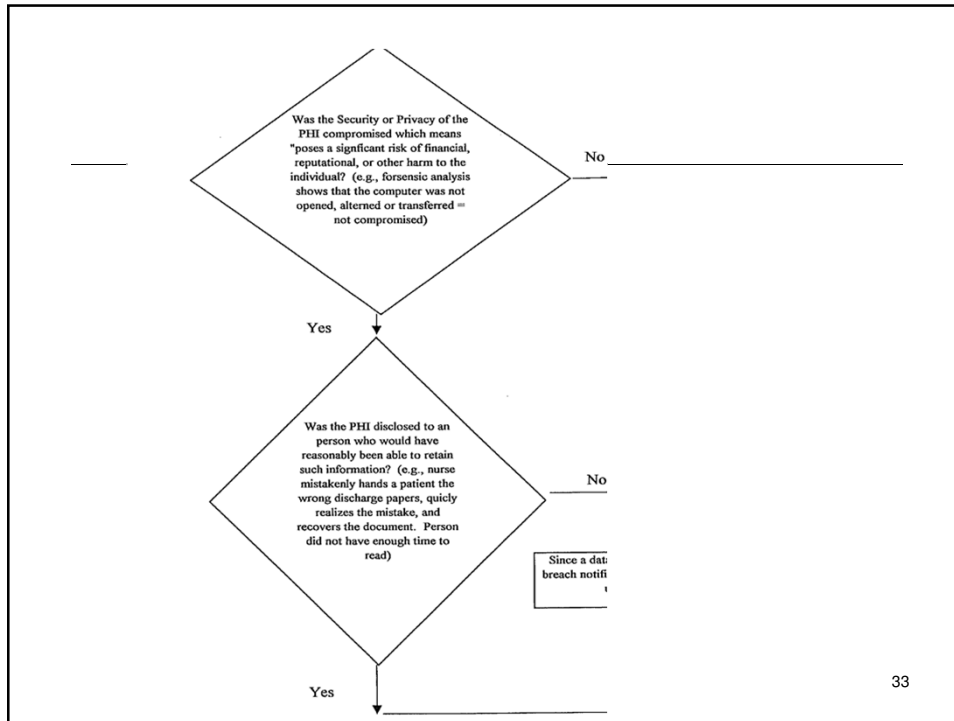 Was the Security or Privacy of the
PHI compromised which means
"poses a signficant risk of financial,
reputational, or other harm to the
individual? (e.g., forsensic analysis
shows that the computer was not
opened, alterned or transferred =
not compromised)
No
Yes
Was the PHI disclosed to an
person who would have
reasonably been able to retain
such information? (e.g., nurse
mistakenly hands a patient the
wrong discharge papers, quicly
realizes the mistake, and
recovers the document. Person
did not have enough time to
read)
No
Since a
breach
Yes
33